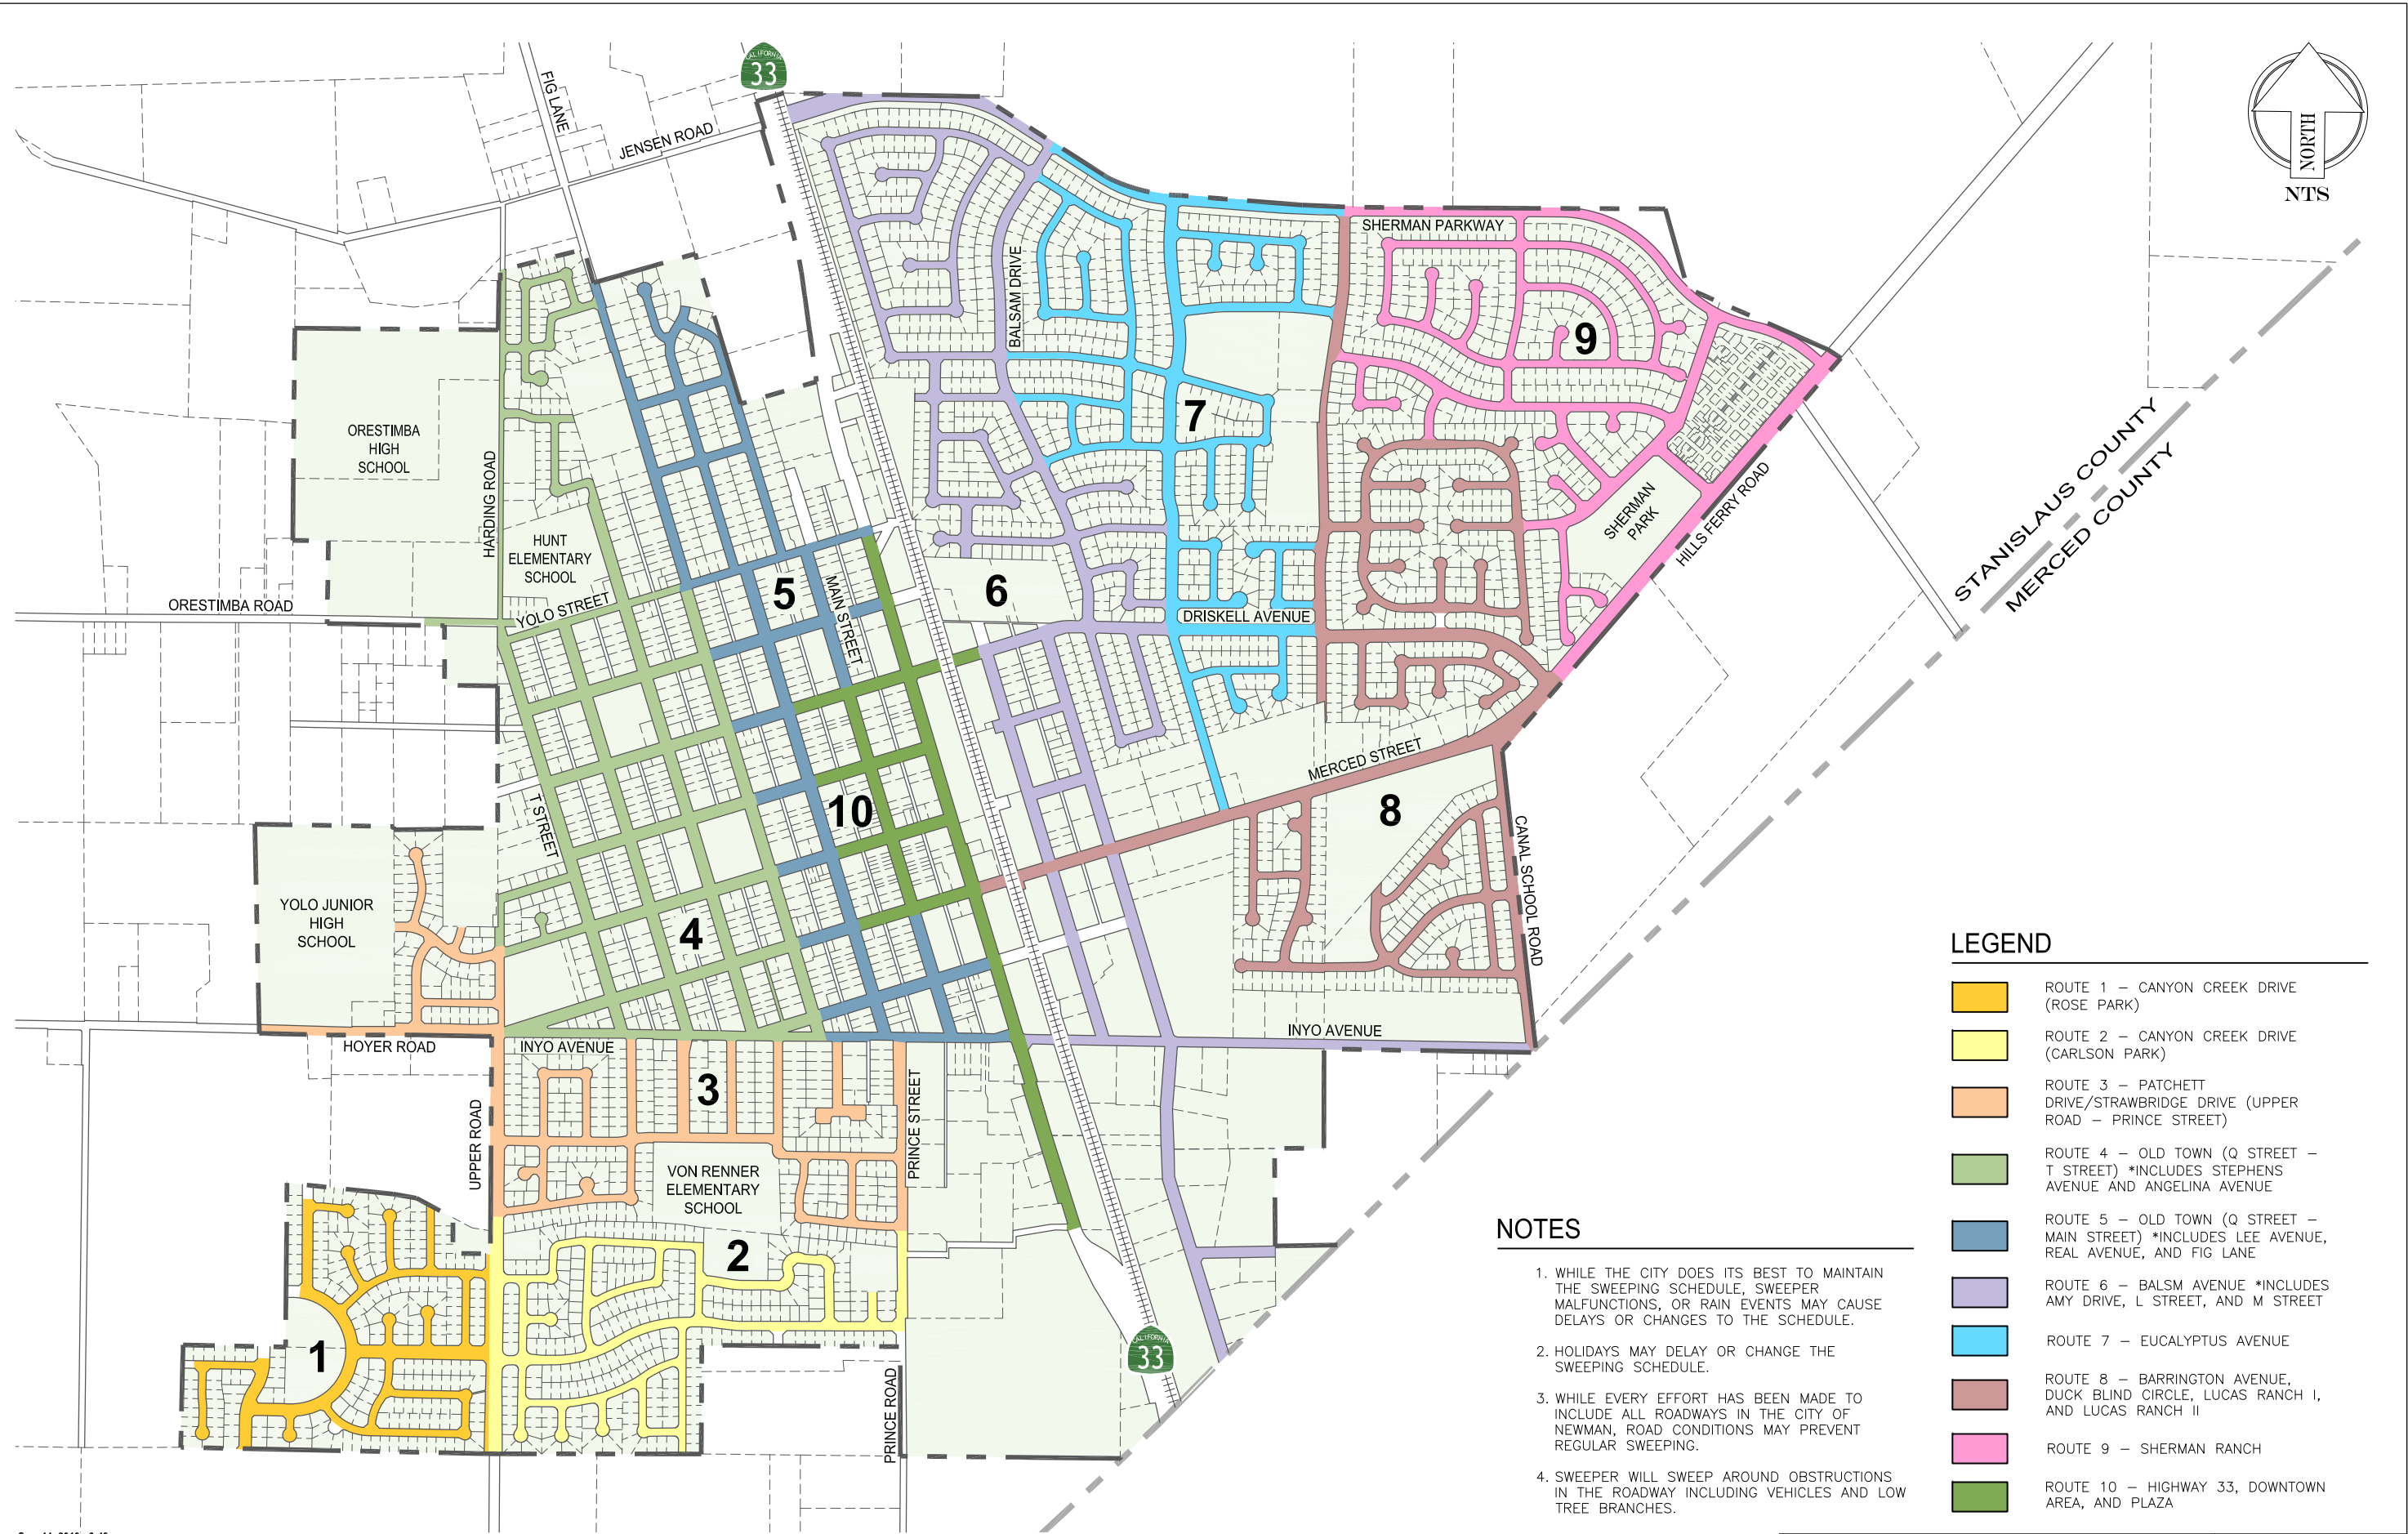 CALIFORNIA
33
FIG LANE
JENSEN ROAD
NORTH
NTS
SHERMAN PARKWAY
BALSAM DRIVE
9
7
ORESTIMBA
HIGH
SCHOOL
HARDING ROAD
STANISLAUS COUNTY
MERCED COUNTY
SHERMAN
PARK
HILLS FERRY ROAD
HUNT
ELEMENTARY
SCHOOL
5
MAIN STREET
6
ORESTIMBA ROAD
YOLO STREET
DRISKELL AVENUE
MERCED STREET
T STREET
10
8
CANAL SCHOOL ROAD
YOLO JUNIOR
HIGH
SCHOOL
4
INYO AVENUE
HOYER ROAD
INYO AVENUE
3
UPPER ROAD
PRINCE STREET
VON RENNER
ELEMENTARY
SCHOOL
2
1
CALIFORNIA
33
PRINCE ROAD
LEGEND
ROUTE 1 – CANYON CREEK DRIVE
(ROSE PARK)
ROUTE 2 – CANYON CREEK DRIVE
(CARLSON PARK)
ROUTE 3 – PATCHETT
DRIVE/STRAWBRIDGE DRIVE (UPPER
ROAD – PRINCE STREET)
ROUTE 4 – OLD TOWN (Q STREET –
T STREET) *INCLUDES STEPHENS
AVENUE AND ANGELINA AVENUE
ROUTE 5 – OLD TOWN (Q STREET –
MAIN STREET) *INCLUDES LEE AVENUE,
REAL AVENUE, AND FIG LANE
ROUTE 6 – BALSM AVENUE *INCLUDES
AMY DRIVE, L STREET, AND M STREET
ROUTE 7 – EUCALYPTUS AVENUE
ROUTE 8 – BARRINGTON AVENUE,
DUCK BLIND CIRCLE, LUCAS RANCH I,
AND LUCAS RANCH II
ROUTE 9 – SHERMAN RANCH
ROUTE 10 – HIGHWAY 33, DOWNTOWN
AREA, AND PLAZA
NOTES
1. WHILE THE CITY DOES ITS BEST TO MAINTAIN
THE SWEEPING SCHEDULE, SWEEPER
MALFUNCTIONS, OR RAIN EVENTS MAY CAUSE
DELAYS OR CHANGES TO THE SCHEDULE.
2. HOLIDAYS MAY DELAY OR CHANGE THE
SWEEPING SCHEDULE.
3. WHILE EVERY EFFORT HAS BEEN MADE TO
INCLUDE ALL ROADWAYS IN THE CITY OF
NEWMAN, ROAD CONDITIONS MAY PREVENT
REGULAR SWEEPING.
4. SWEEPER WILL SWEEP AROUND OBSTRUCTIONS
IN THE ROADWAY INCLUDING VEHICLES AND LOW
TREE BRANCHES.